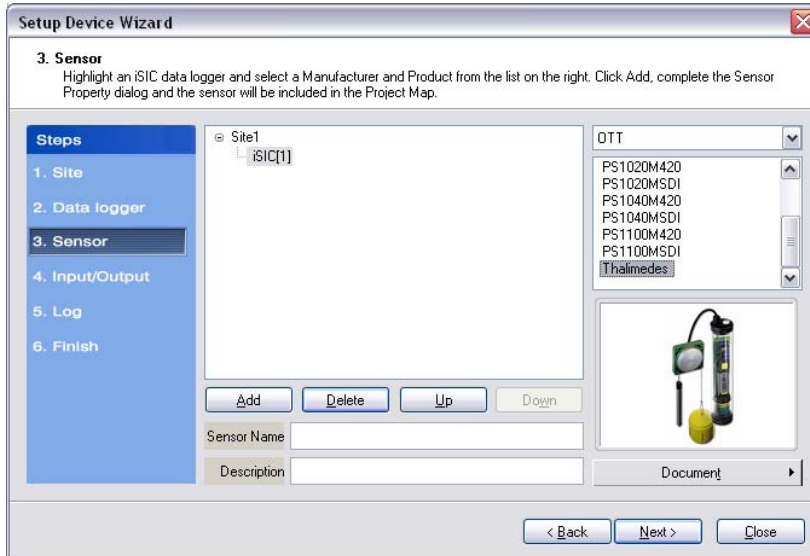 Setup Device Wizard
3. Sensor
Highlight an iSIC data logger and select a Manufacturer and Product from the list on the right. Click Add, complete the Sensor
Property dialog and the sensor will be included in the Project Map.
Steps
1. Site
2. Data logger
3. Sensor
4. Input/Output
5. Log
6. Finish
Site1
iSIC[1]
OTT
PS1020M420
PS1020MSDI
PS1040M420
PS1040MSDI
PS1100M420
PS1100MSDI
Thalimedes
Add Delete Up Down
Sensor Name
Description
Document
< Back Next > Close